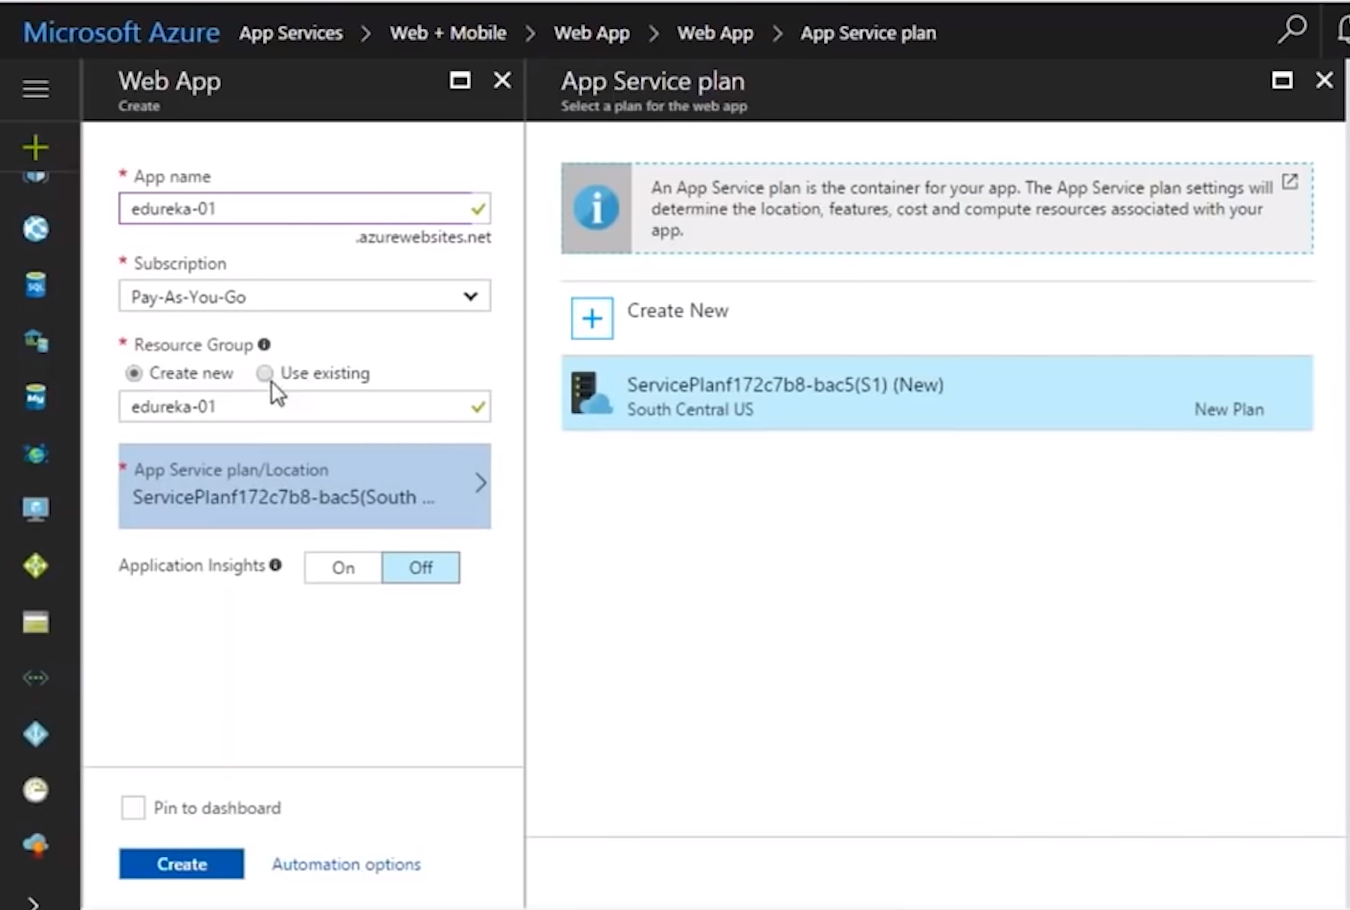 Microsoft Azure App Services > Web + Mobile > Web App > Web App > App Service plan
Web App
Create
* App name
edureka-01
.azurewebsites.net
* Subscription
Pay-As-You-Go
* Resource Group
Create new Use existing
edureka-01
* App Service plan/Location
ServicePlanf172c7b8-bac5(South ...
Application Insights On Off
Pin to dashboard
Create Automation options
App Service plan
Select a plan for the web app
An App Service plan is the container for your app. The App Service plan settings will
determine the location, features, cost and compute resources associated with your
app.
Create New
ServicePlanf172c7b8-bac5(S1) (New)
South Central US New Plan
SQL
My